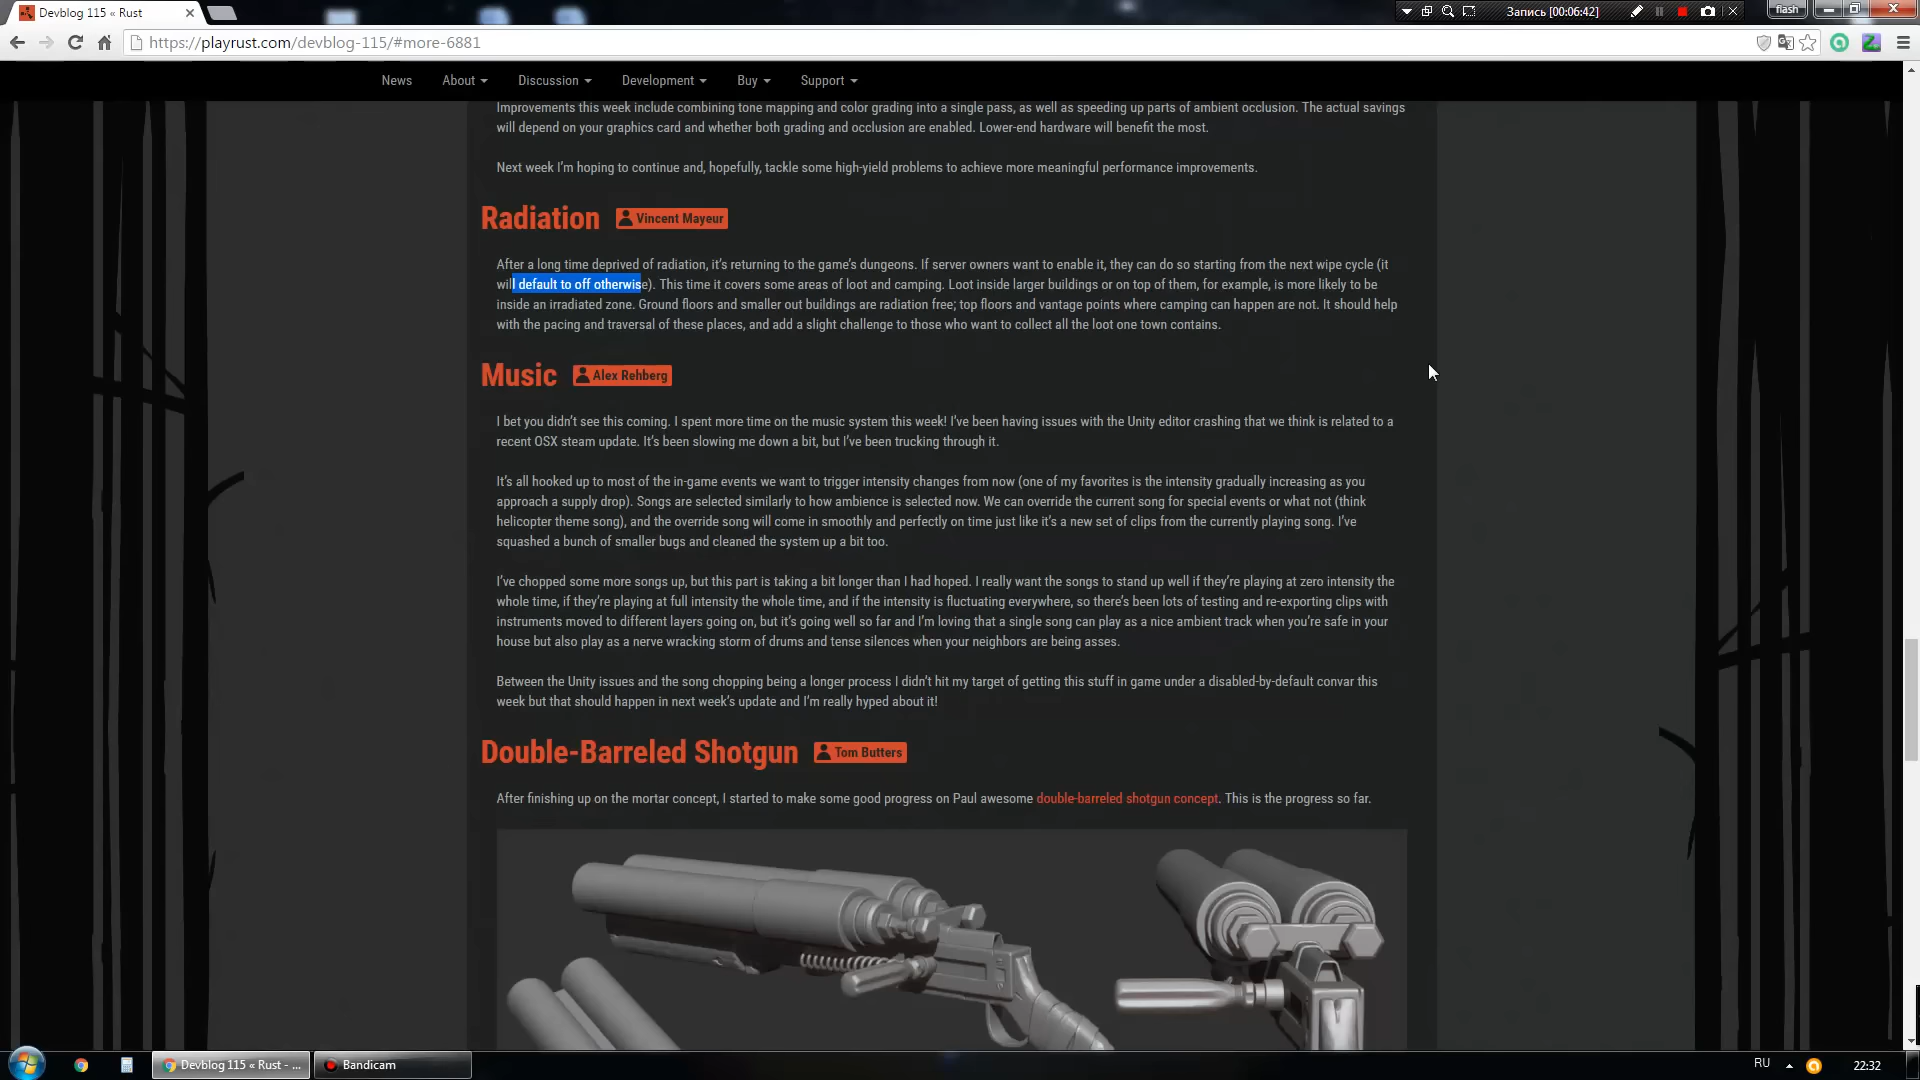 Devblog 115 « Rust
Запись [00:06:42]
flash
https://playrust.com/devblog-115/#more-6881
News About Discussion Development Buy Support
Improvements this week include combining tone mapping and color grading into a single pass, as well as speeding up parts of ambient occlusion. The actual savings
will depend on your graphics card and whether both grading and occlusion are enabled. Lower-end hardware will benefit the most.
Next week I'm hoping to continue and, hopefully, tackle some high-yield problems to achieve more meaningful performance improvements.
Radiation Vincent Mayeur
After a long time deprived of radiation, it's returning to the game's dungeons. If server owners want to enable it, they can do so starting from the next wipe cycle (it
will default to off otherwise). This time it covers some areas of loot and camping. Loot inside larger buildings or on top of them, for example, is more likely to be
inside an irradiated zone. Ground floors and smaller out buildings are radiation free; top floors and vantage points where camping can happen are not. It should help
with the pacing and traversal of these places, and add a slight challenge to those who want to collect all the loot one town contains.
Music Alex Rehberg
I bet you didn't see this coming. I spent more time on the music system this week! I've been having issues with the Unity editor crashing that we think is related to a
recent OSX steam update. It's been slowing me down a bit, but I've been trucking through it.
It's all hooked up to most of the in-game events we want to trigger intensity changes from now (one of my favorites is the intensity gradually increasing as you
approach a supply drop). Songs are selected similarly to how ambience is selected now. We can override the current song for special events or what not (think
helicopter theme song), and the override song will come in smoothly and perfectly on time just like it's a new set of clips from the currently playing song. I've
squashed a bunch of smaller bugs and cleaned the system up a bit too.
I've chopped some more songs up, but this part is taking a bit longer than I had hoped. I really want the songs to stand up well if they're playing at zero intensity the
whole time, if they're playing at full intensity the whole time, and if the intensity is fluctuating everywhere, so there's been lots of testing and re-exporting clips with
instruments moved to different layers going on, but it's going well so far and I'm loving that a single song can play as a nice ambient track when you're safe in your
house but also play as a nerve wracking storm of drums and tense silences when your neighbors are being asses.
Between the Unity issues and the song chopping being a longer process I didn't hit my target of getting this stuff in game under a disabled-by-default convar this
week but that should happen in next week's update and I'm really hyped about it!
Double-Barreled Shotgun Tom Butters
After finishing up on the mortar concept, I started to make some good progress on Paul awesome double-barreled shotgun concept. This is the progress so far.
Devblog 115 « Rust - ...
Bandicam
RU
22:32